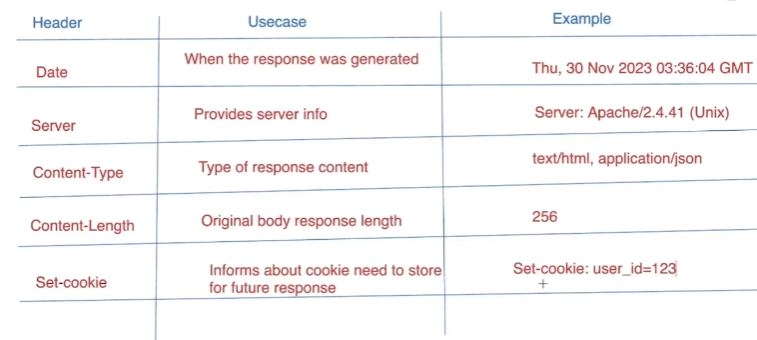 Header Usecase Example
Date When the response was generated Thu, 30 Nov 2023 03:36:04 GMT
Server Provides server info Server: Apache/2.4.41 (Unix)
Content-Type Type of response content text/html, application/json
Content-Length Original body response length 256
Set-cookie Informs about cookie need to store Set-cookie: user_id=123
for future response